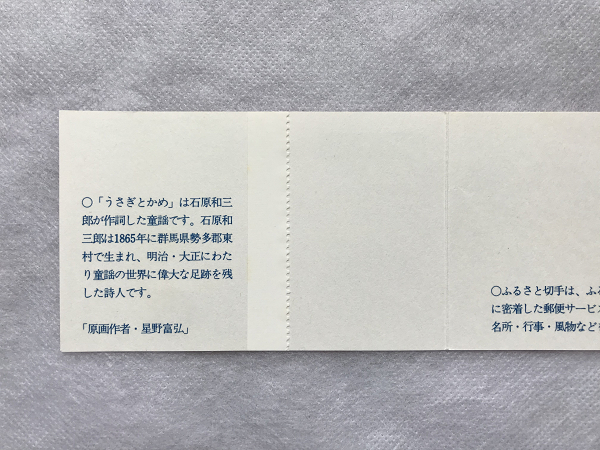 ○「うさぎとかめ」は石原和三
郎が作詞した童謡です。石原和
三郎は1865年に群馬県勢多郡東
村で生まれ、明治・大正にわた
り童謡の世界に偉大な足跡を残
した詩人です。
「原画作者・星野富弘」
○ふるさと切手は、ふる
に密着した郵便サービス
名所・行事・風物など